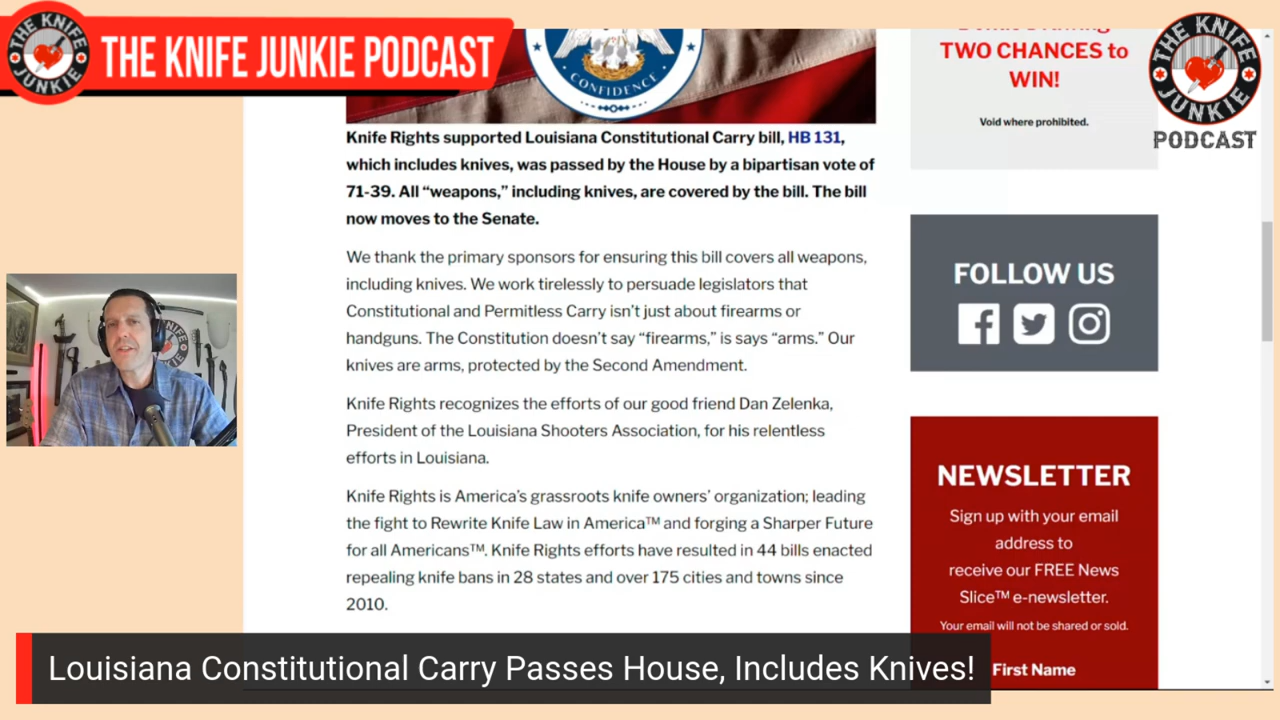 THE KNIFE JUNKIE
THE KNIFE JUNKIE PODCAST
CONFIDENCE
TWO CHANCES to
WIN!
Void where prohibited.
THE KNIFE JUNKIE
PODCAST
Knife Rights supported Louisiana Constitutional Carry bill, HB 131,
which includes knives, was passed by the House by a bipartisan vote of
71-39. All “weapons,” including knives, are covered by the bill. The bill
now moves to the Senate.
We thank the primary sponsors for ensuring this bill covers all weapons,
including knives. We work tirelessly to persuade legislators that
Constitutional and Permitless Carry isn’t just about firearms or
handguns. The Constitution doesn’t say “firearms,” is says “arms.” Our
knives are arms, protected by the Second Amendment.
Knife Rights recognizes the efforts of our good friend Dan Zelenka,
President of the Louisiana Shooters Association, for his relentless
efforts in Louisiana.
Knife Rights is America’s grassroots knife owners’ organization; leading
the fight to Rewrite Knife Law in America™ and forging a Sharper Future
for all Americans™. Knife Rights efforts have resulted in 44 bills enacted
repealing knife bans in 28 states and over 175 cities and towns since
2010.
FOLLOW US
NEWSLETTER
Sign up with your email
address to
receive our FREE News
Slice™ e-newsletter.
Your email will not be shared or sold.
First Name
KNIFE
JUNKIE
Louisiana Constitutional Carry Passes House, Includes Knives!